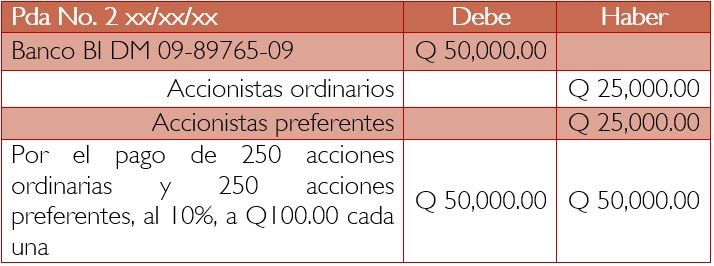 Pda No. 2 xx/xx/xx Debe Haber
Banco BI DM 09-89765-09 Q 50,000.00
Accionistas ordinarios Q 25,000.00
Accionistas preferentes Q 25,000.00
Por el pago de 250 acciones
ordinarias y 250 acciones
preferentes, al 10%, a Q100.00 cada
una
Q 50,000.00 Q 50,000.00